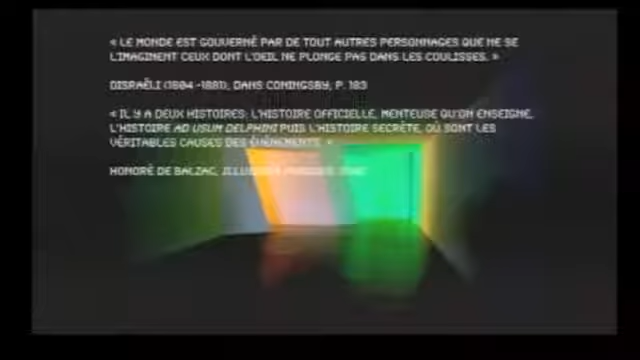 « LE MONDE EST GOUVERNÉ PAR DE TOUT AUTRES PERSONNAGES QUE NE SE
L'IMAGINENT CEUX DONT L'OEIL NE PLONGE PAS DANS LES COULISSES. »
DISRAËLI (1804 -1881), DANS CONINGSBY, P. 183
« IL Y A DEUX HISTOIRES: L'HISTOIRE OFFICIELLE, MENTEUSE QU'ON ENSEIGNE,
L'HISTOIRE AD USUM DELPHINI PUIS L'HISTOIRE SECRÈTE, OÙ SONT LES
VÉRITABLES CAUSES DES ÉVÉNEMENTS. »
HONORÉ DE BALZAC,